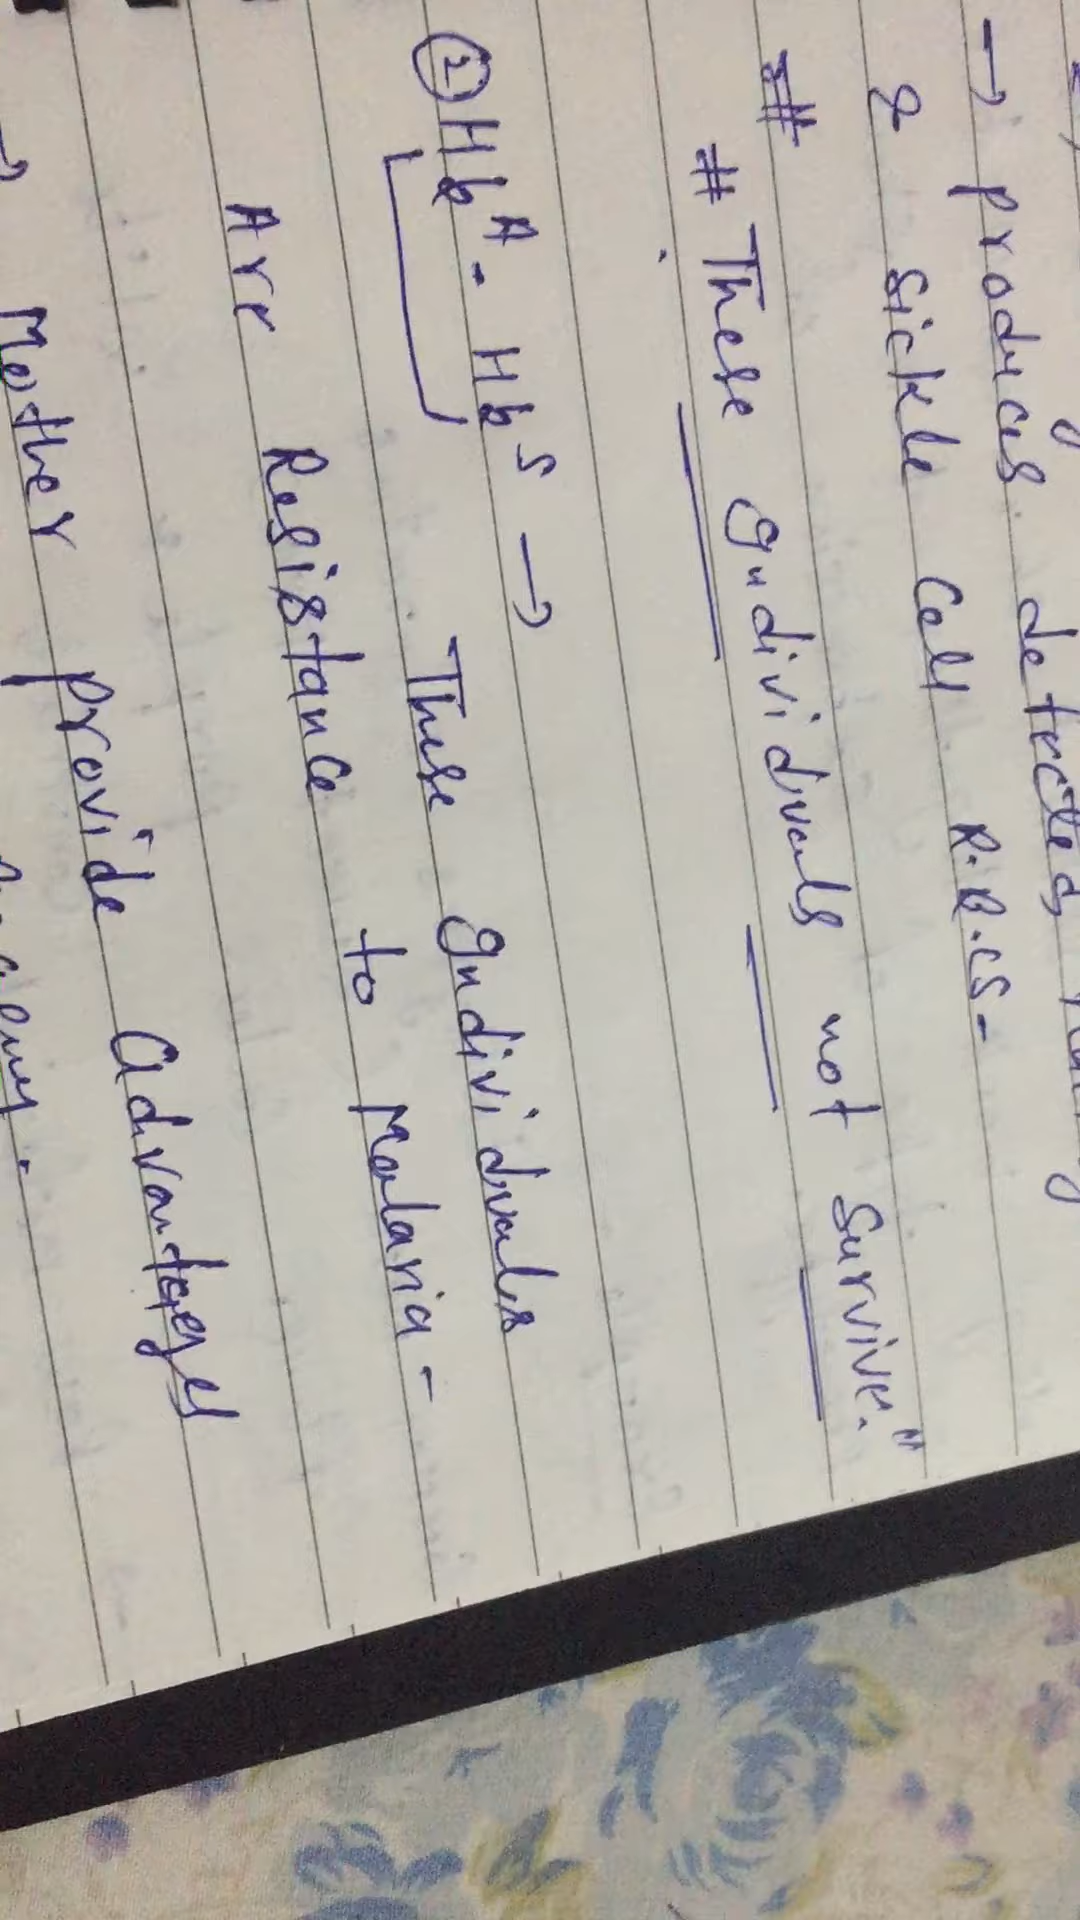 → produces defected,
& sickle Cell R.B.Cs-
# These Individuals not Survive."
② HbA - HbS → These Individuals
Are Resistance to Malaria-
→ Mother provide Advantages